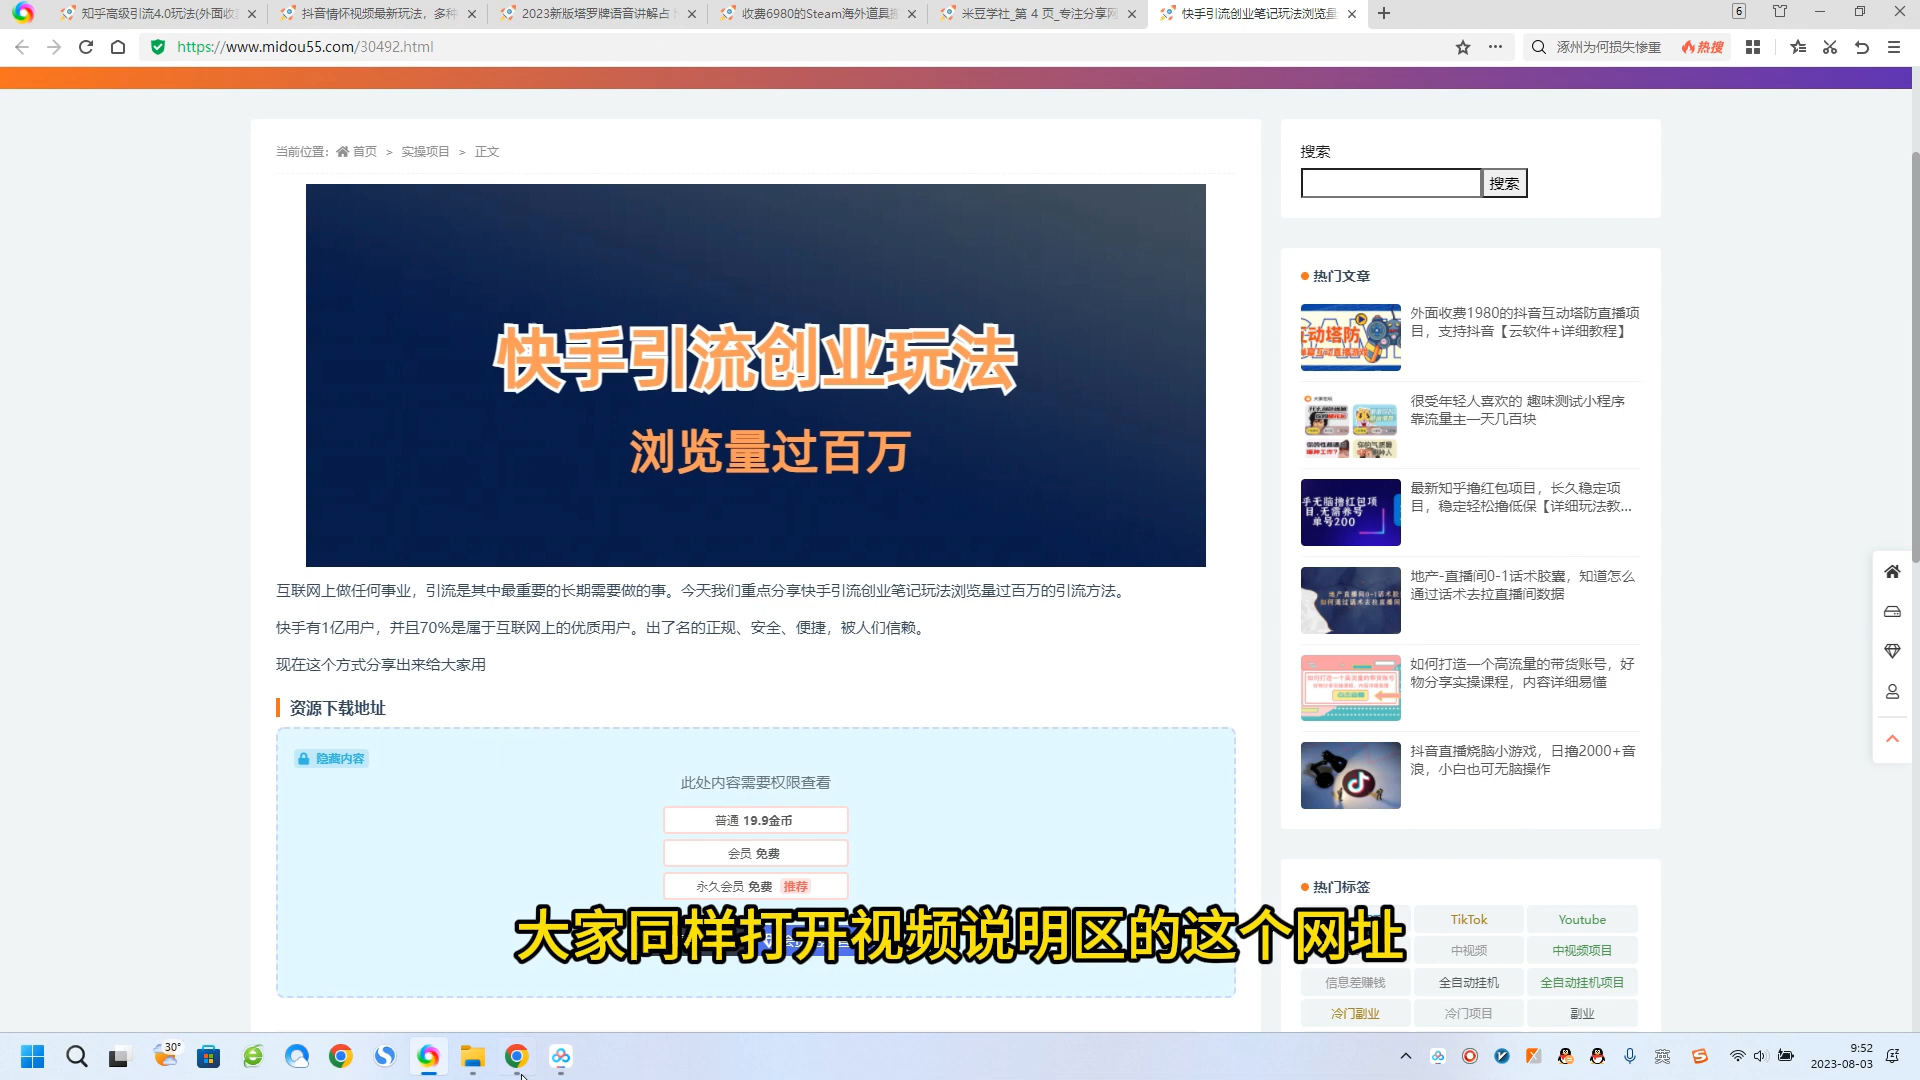 知乎高级引流4.0玩法(外面收
抖音情怀视频最新玩法，多种
2023新版塔罗牌语音讲解占
收费6980的Steam海外道具
米豆学社_第 4 页_专注分享网
快手引流创业笔记玩法浏览量
6
https://www.midou55.com/30492.html
涿州为何损失惨重
热搜
当前位置： 首页 > 实操项目 > 正文
快手引流创业玩法
浏览量过百万
互联网上做任何事业，引流是其中最重要的长期需要做的事。今天我们重点分享快手引流创业笔记玩法浏览量过百万的引流方法。
快手有1亿用户，并且70%是属于互联网上的优质用户。出了名的正规、安全、便捷，被人们信赖。
现在这个方式分享出来给大家用
资源下载地址
隐藏内容
此处内容需要权限查看
普通 19.9金币
会员 免费
永久会员 免费 推荐
大家同样打开视频说明区的这个网址
搜索
搜索
热门文章
外面收费1980的抖音互动塔防直播项
目，支持抖音【云软件+详细教程】
很受年轻人喜欢的 趣味测试小程序
靠流量主一天几百块
乎无脑撸红包项
目.无需养号
单号200
最新知乎撸红包项目，长久稳定项
目，稳定轻松撸低保【详细玩法教...
地产-直播间0-1话术胶囊，知道怎么
通过话术去拉直播间数据
如何打造一个高流量的带货账号，好
物分享实操课程，内容详细易懂
抖音直播烧脑小游戏，日撸2000+音
浪，小白也可无脑操作
热门标签
TikTok
Youtube
中视频
中视频项目
信息差赚钱
全自动挂机
全自动挂机项目
冷门副业
冷门项目
副业
30°
英
9:52
2023-08-03